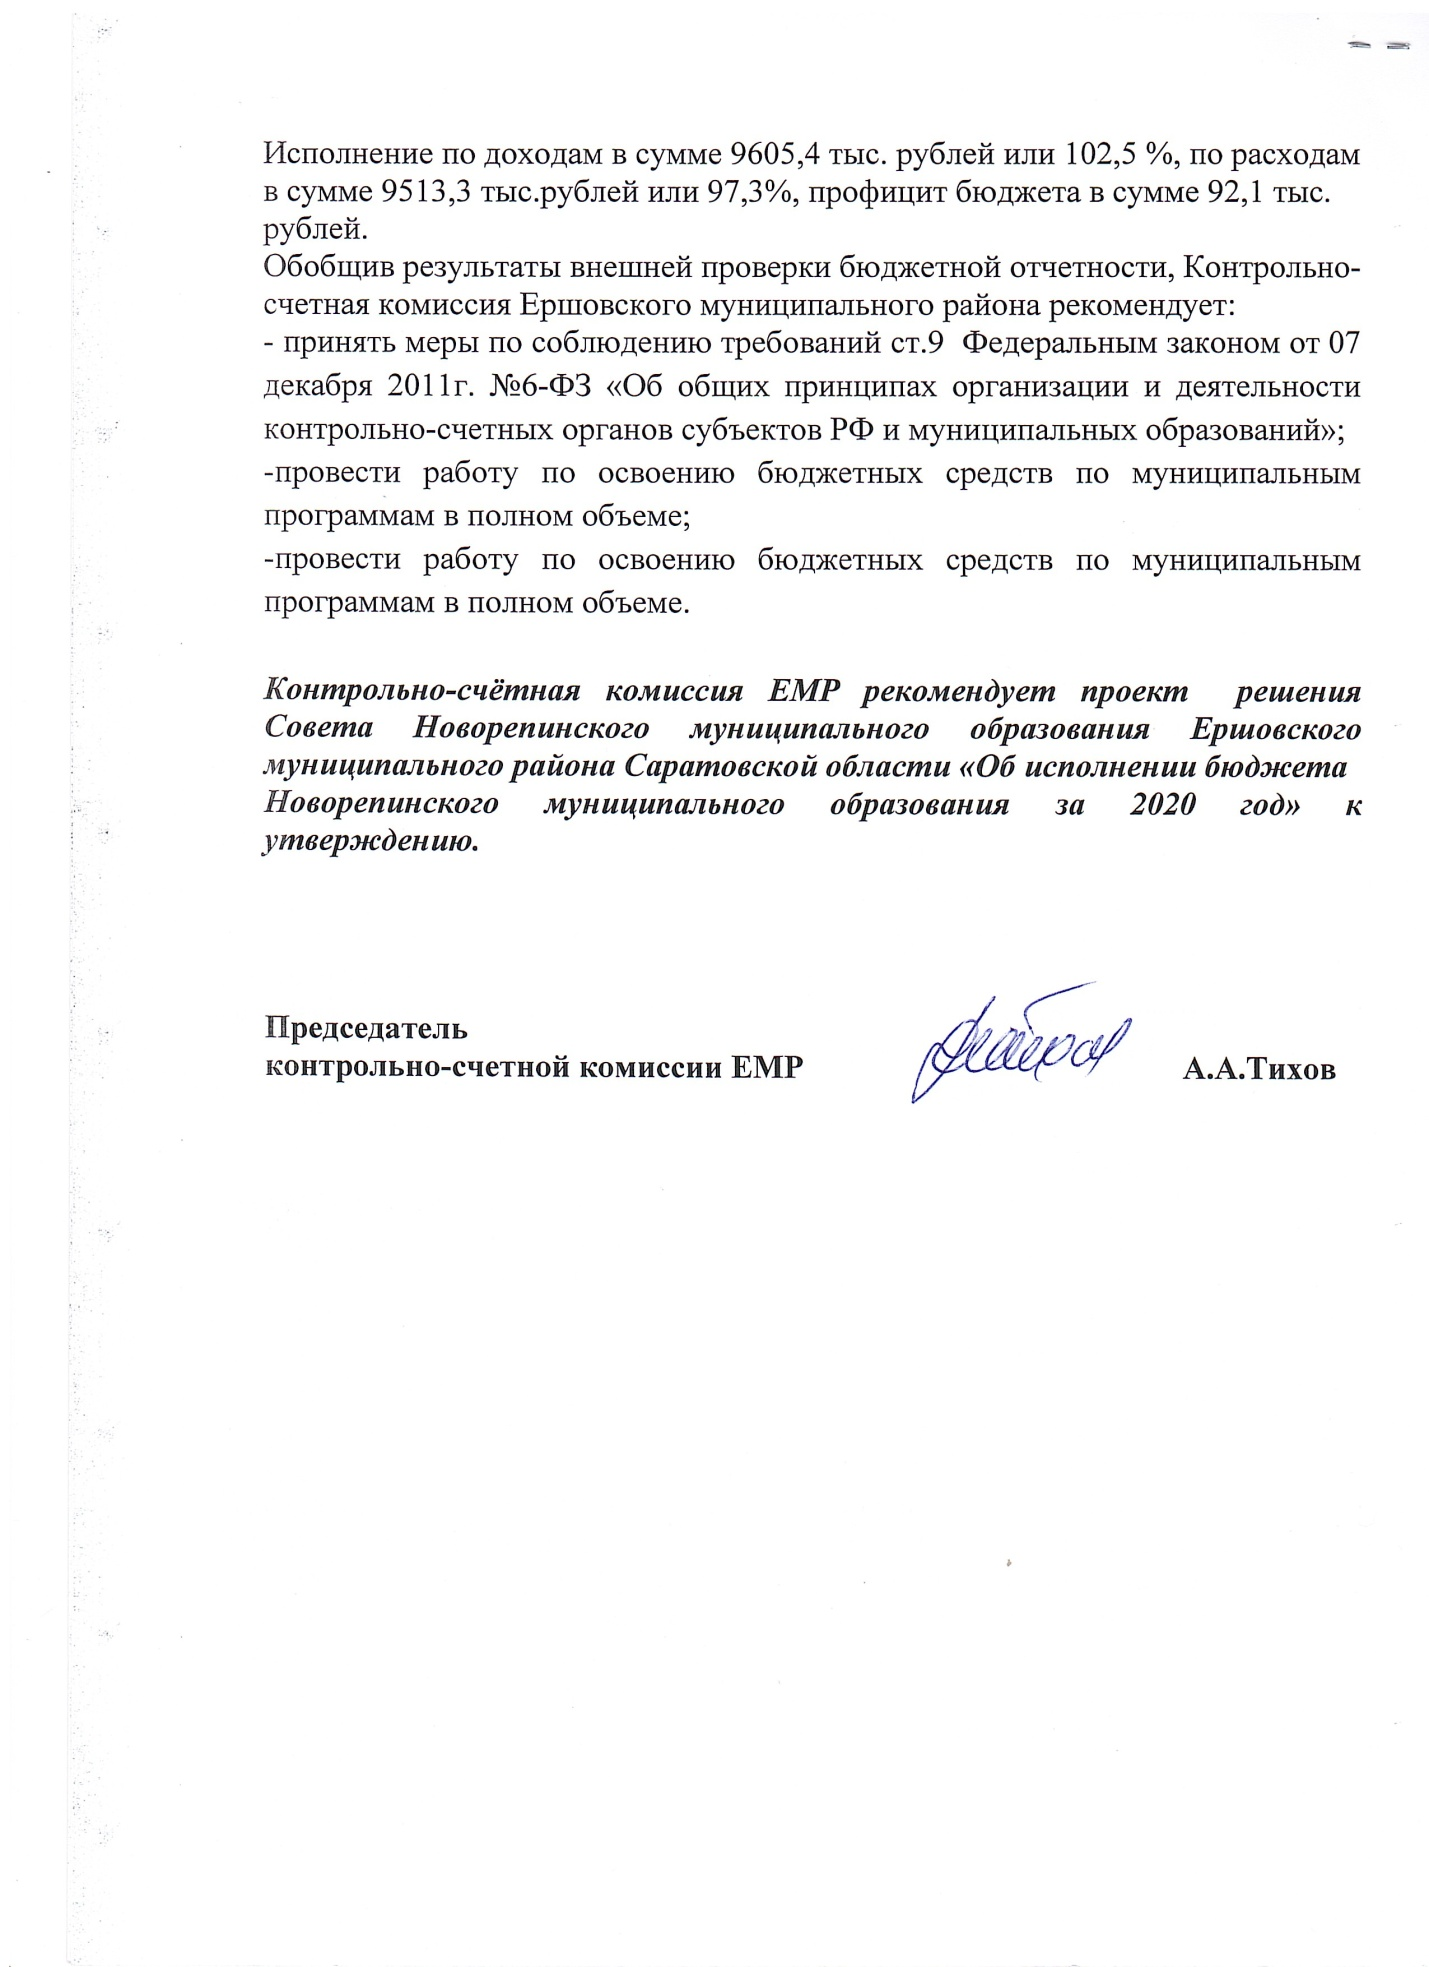 Исполнение по доходам в сумме 9605,4 тыс. рублей или 102,5 %, по расходам
в сумме 9513,3 тыс.рублей или 97,3%, профицит бюджета в сумме 92,1 тыс.
рублей.
Обобщив результаты внешней проверки бюджетной отчетности, Контрольно-
счетная комиссия Ершовского муниципального района рекомендует:
- принять меры по соблюдению требований ст.9 Федеральным законом от 07
декабря 2011г. №6-ФЗ «Об общих принципах организации и деятельности
контрольно-счетных органов субъектов РФ и муниципальных образований»;
-провести работу по освоению бюджетных средств по муниципальным
программам в полном объеме;
-провести работу по освоению бюджетных средств по муниципальным
программам в полном объеме.
Контрольно-счётная комиссия ЕМР рекомендует проект решения
Совета Новорепинского муниципального образования Ершовского
муниципального района Саратовской области «Об исполнении бюджета
Новорепинского муниципального образования за 2020 год» к
утверждению.
Председатель
контрольно-счетной комиссии ЕМР А.А.Тихов